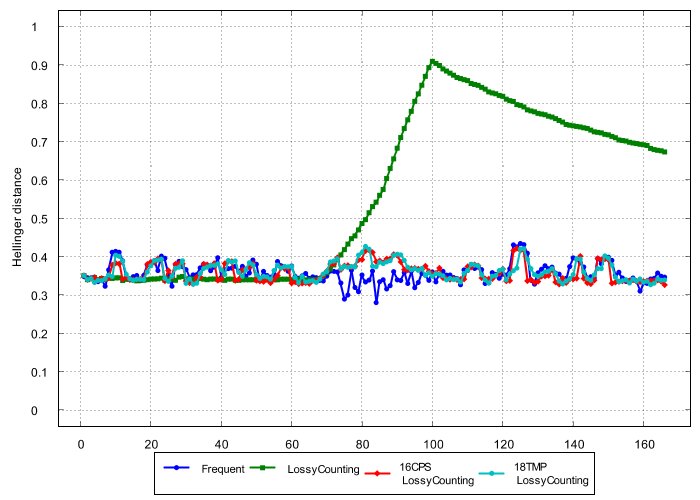 1
0.9
0.8
0.7
0.6
0.5
0.4
0.3
0.2
0.1
0
Hellinger distance
0 20 40 60 80 100 120 140 160
Frequent LossyCounting 16CPS 18TMP
LossyCounting LossyCounting